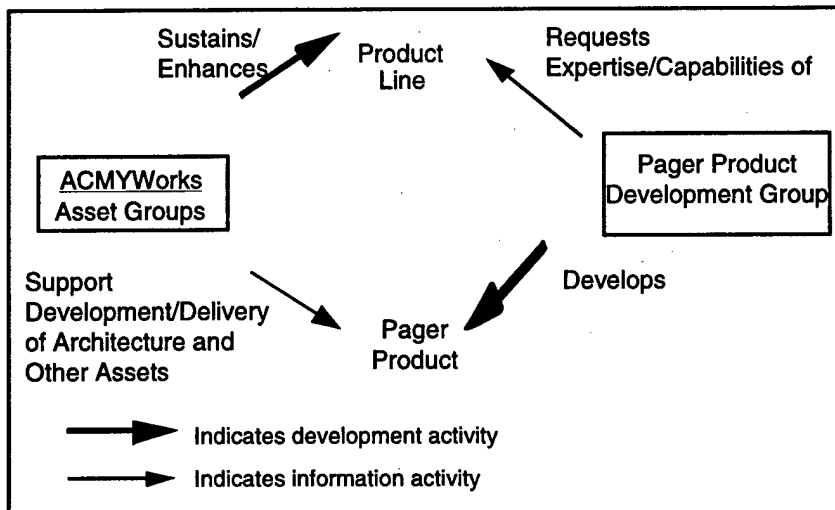 Sustains/
Enhances
Product
Line
Requests
Expertise/Capabilities of
ACMYWorks
Asset Groups
Pager Product
Development Group
Support
Development/Delivery
of Architecture and
Other Assets
Develops
Pager
Product
Indicates development activity
Indicates information activity